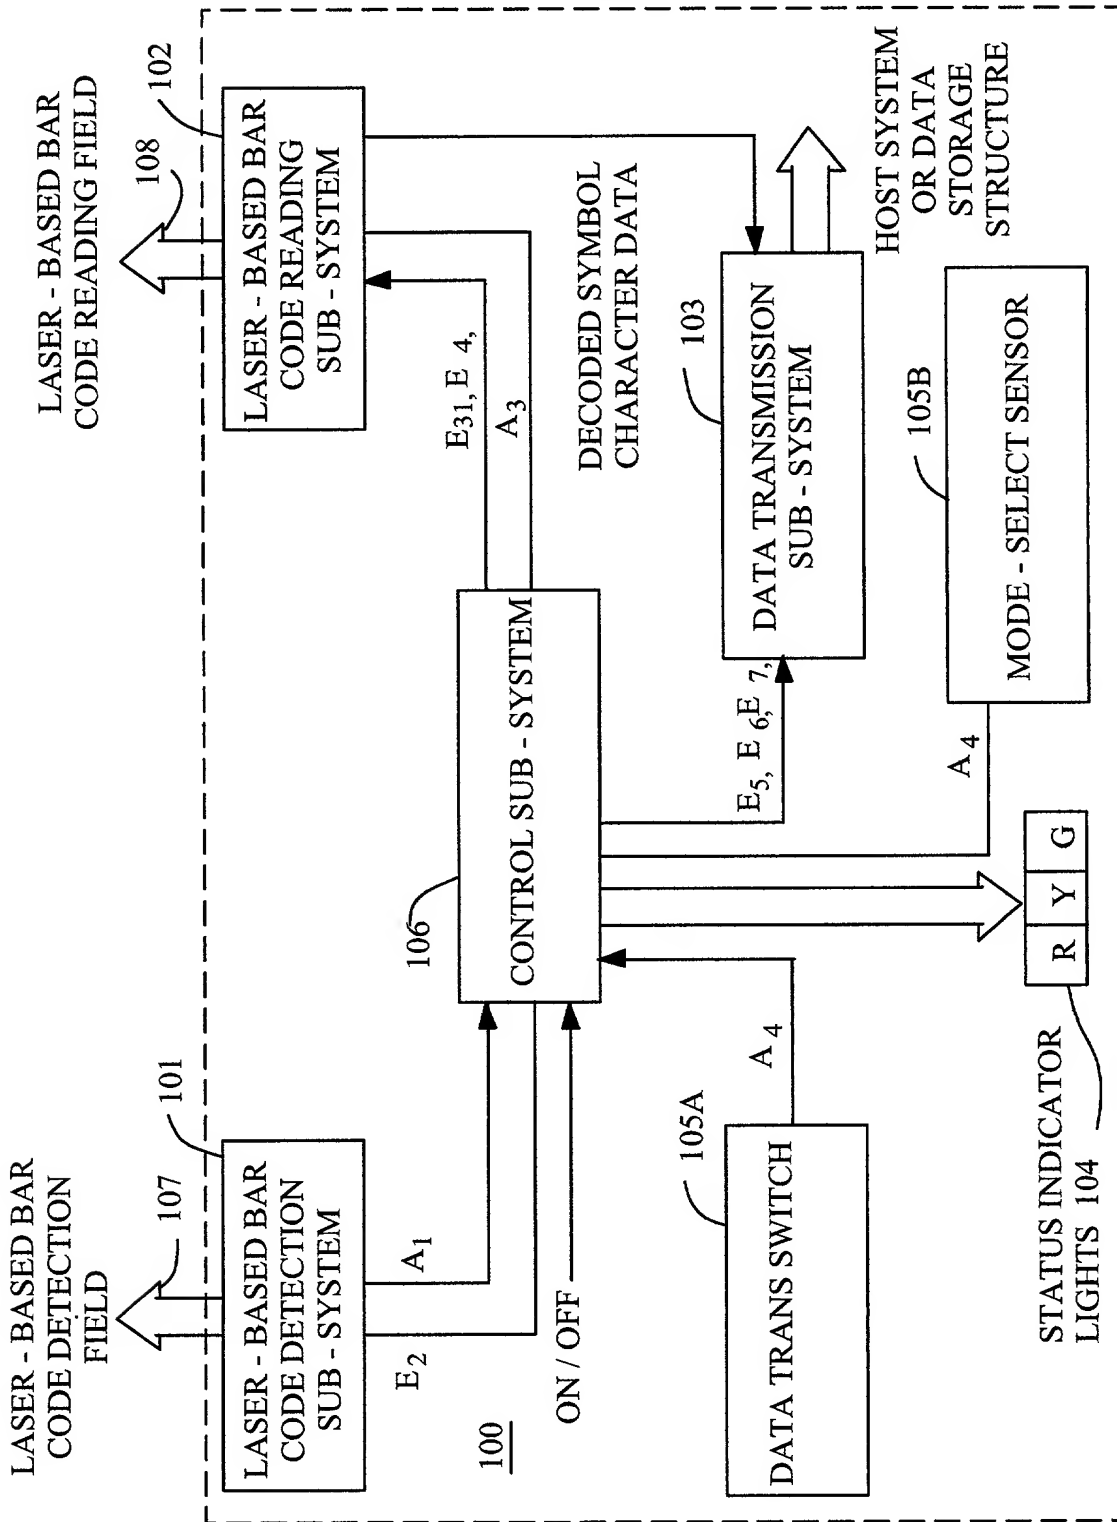 LASER - BASED BAR
CODE DETECTION
FIELD
107
101
LASER - BASED BAR
CODE DETECTION
SUB - SYSTEM
LASER - BASED BAR
CODE READING FIELD
108
102
LASER - BASED BAR
CODE READING
SUB - SYSTEM
E2
A1
100
ON / OFF
106
CONTROL SUB - SYSTEM
E31, E 4,
A3
DECODED SYMBOL
CHARACTER DATA
105A
DATA TRANS SWITCH
A4
E5, E 6,E 7,
103
DATA TRANSMISSION
SUB - SYSTEM
HOST SYSTEM
OR DATA
STORAGE
STRUCTURE
A4
105B
MODE - SELECT SENSOR
R Y G
STATUS INDICATOR
LIGHTS 104